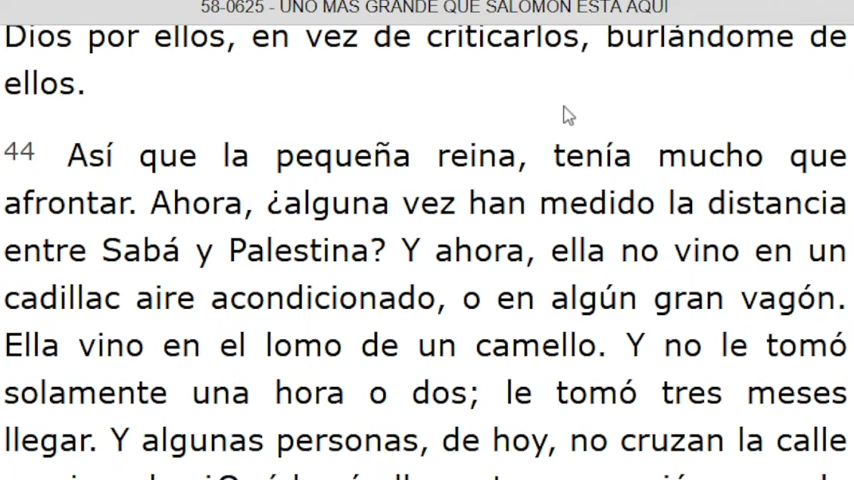 58-0625 - UNO MAS GRANDE QUE SALOMON ESTA AQUI
Dios por ellos, en vez de criticarlos, burlándome de
ellos.
44 Así que la pequeña reina, tenía mucho que
afrontar. Ahora, ¿alguna vez han medido la distancia
entre Sabá y Palestina? Y ahora, ella no vino en un
cadillac aire acondicionado, o en algún gran vagón.
Ella vino en el lomo de un camello. Y no le tomó
solamente una hora o dos; le tomó tres meses
llegar. Y algunas personas, de hoy, no cruzan la calle